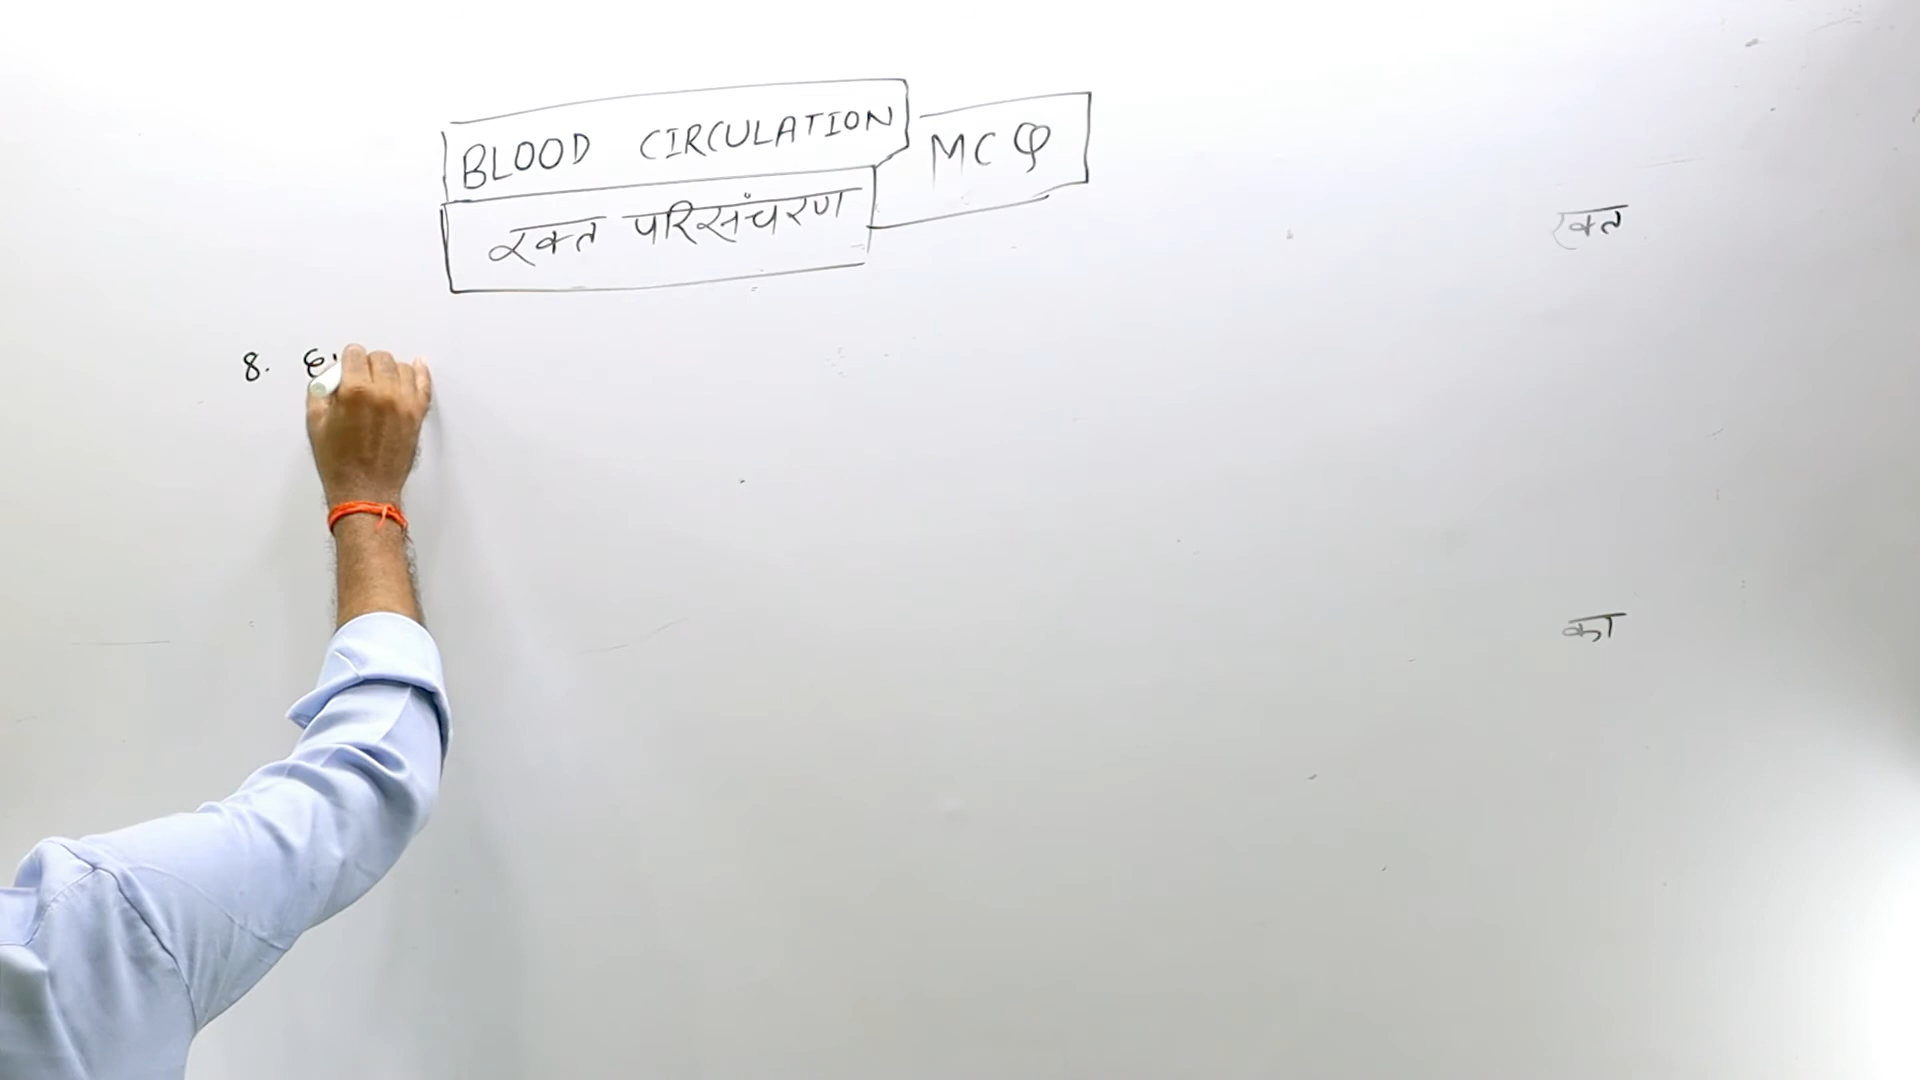 BLOOD CIRCULATION MCQ
रक्त परिसंचरण
रक्त
8.
का